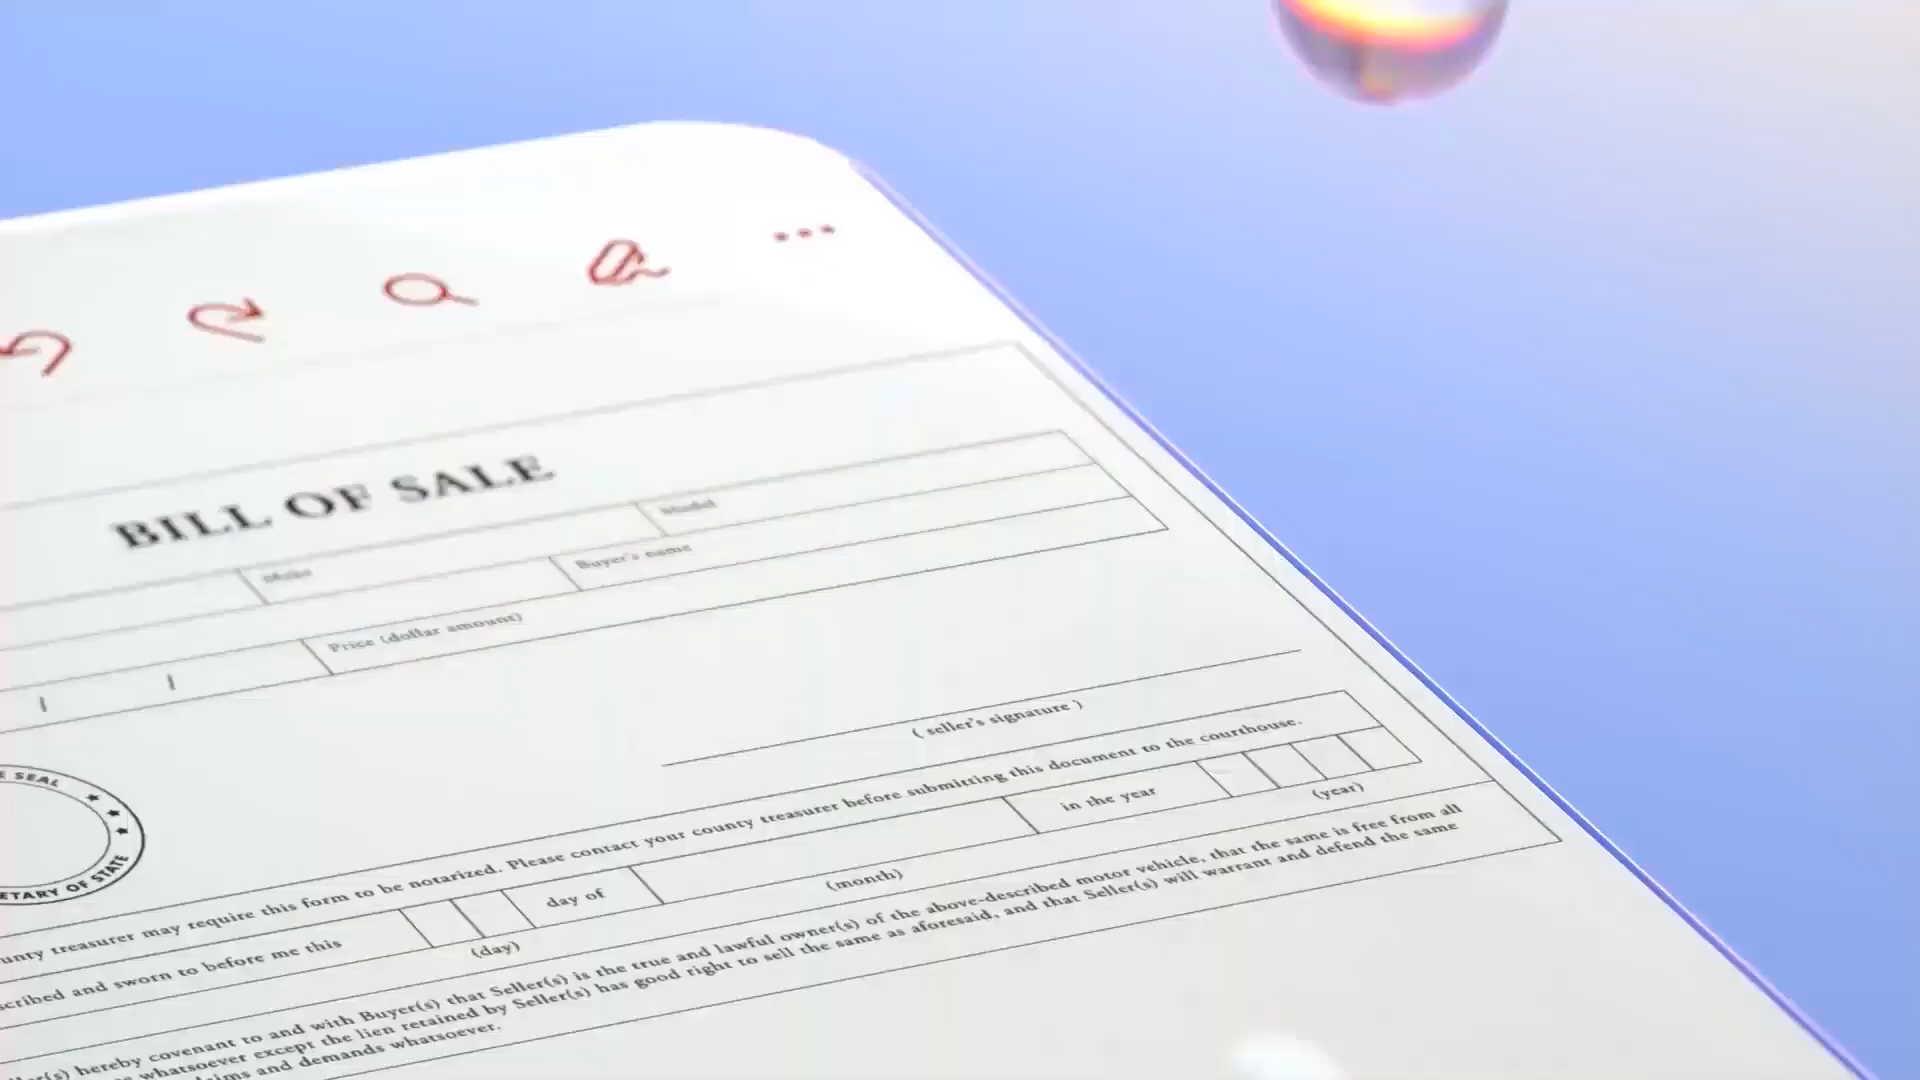 BILL OF SALE
Make
Model
Buyer's name
Price (dollar amount)
( seller's signature )
E SEAL
ETARY OF STATE
unty treasurer may require this form to be notarized. Please contact your county treasurer before submitting this document to the courthouse.
scribed and sworn to before me this
day of
in the year
(day)
(month)
(year)
ller(s) hereby covenant to and with Buyer(s) that Seller(s) is the true and lawful owner(s) of the above-described motor vehicle, that the same is free from all
whatsoever except the lien retained by Seller(s) has good right to sell the same as aforesaid, and that Seller(s) will warrant and defend the same
laims and demands whatsoever.